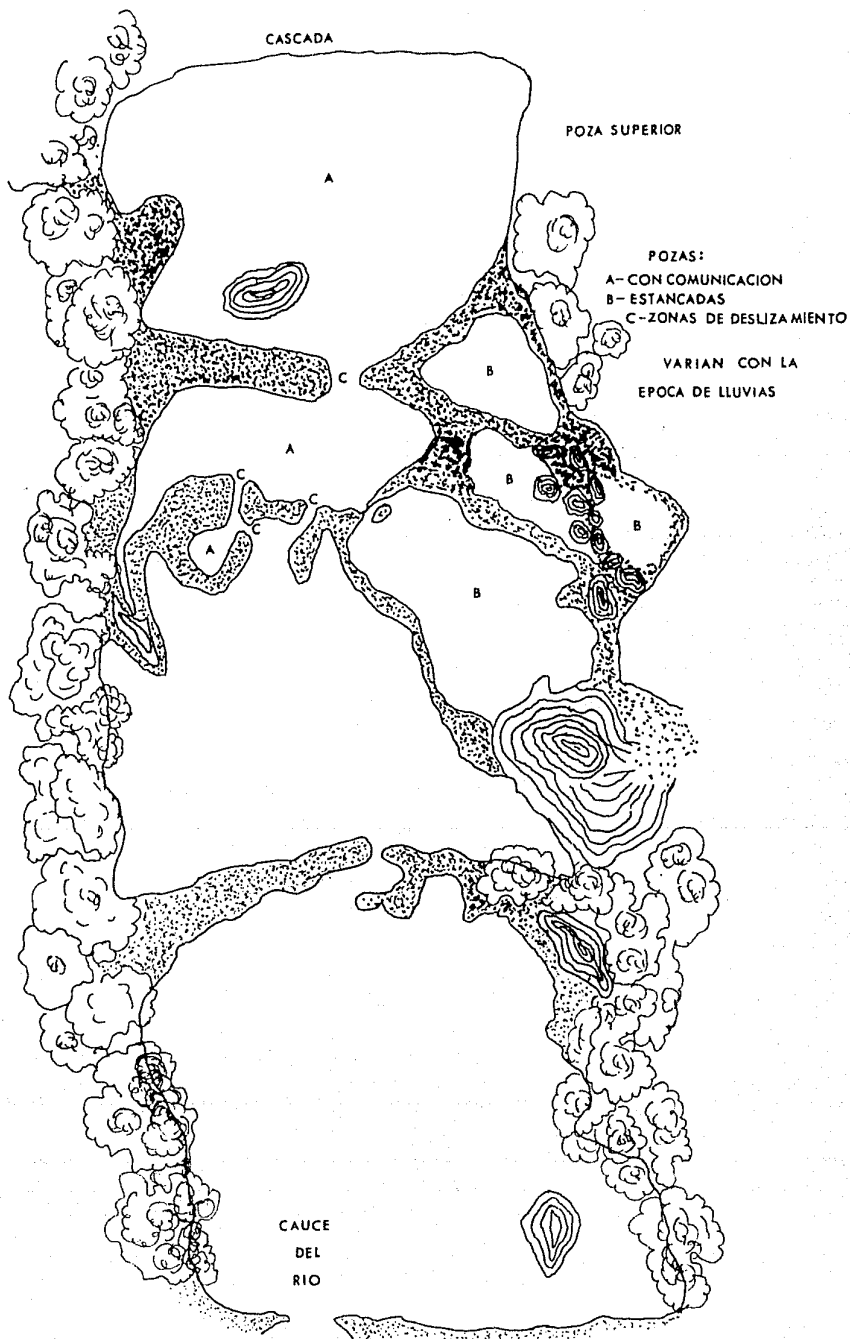 CASCADA
POZA SUPERIOR
A
POZAS:
A-CON COMUNICACION
B-ESTANCADAS
C-ZONAS DE DESLIZAMIENTO
VARIAN CON LA
EPOCA DE LLUVIAS
C
B
A
C
C
B
B
C
A
B
CAUCE
DEL
RIO